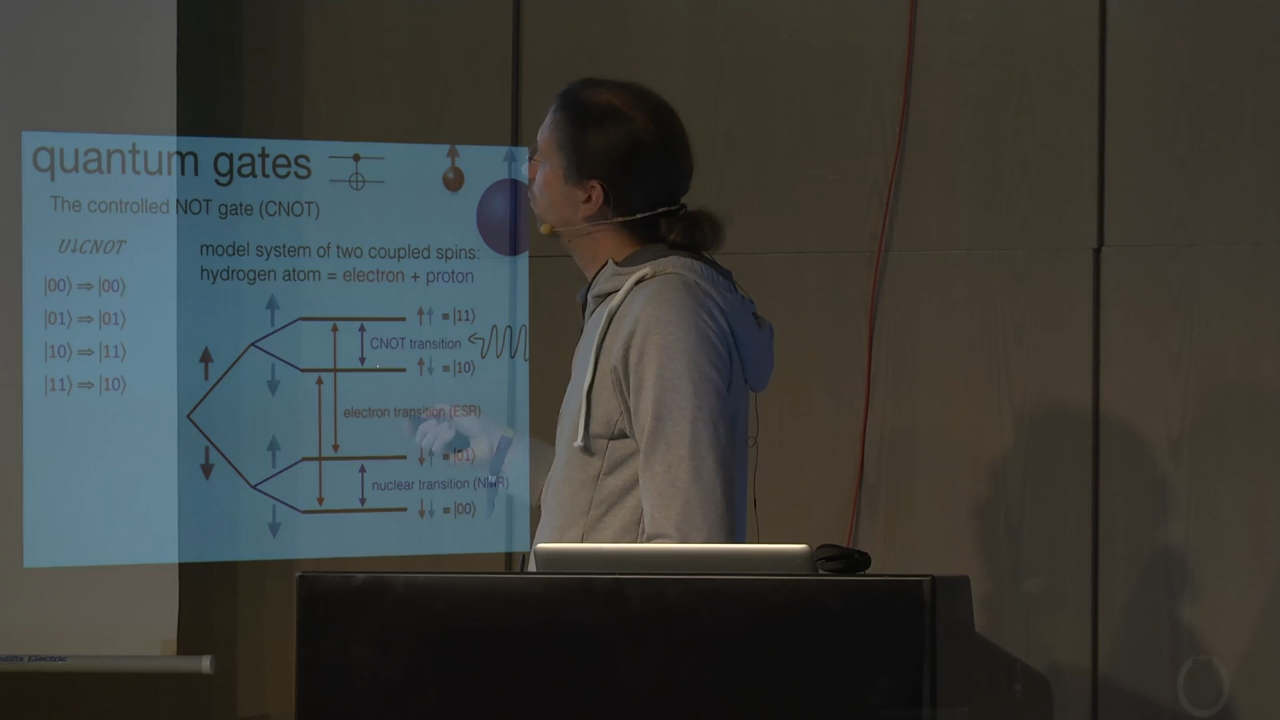 quantum gates
The controlled NOT gate (CNOT)
U↓CNOT
|00⟩ ⇒ |00⟩
|01⟩ ⇒ |01⟩
|10⟩ ⇒ |11⟩
|11⟩ ⇒ |10⟩
model system of two coupled spins:
hydrogen atom = electron + proton
↑↑ ≡ |11⟩
CNOT transition
↑↓ ≡ |10⟩
electron transition (ESR)
↓↑ ≡ |01⟩
nuclear transition (NMR)
↓↓ ≡ |00⟩
Electric